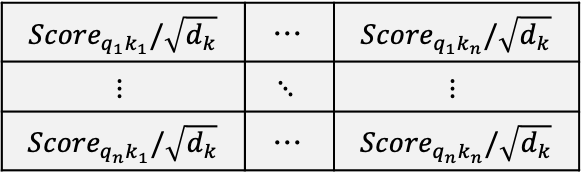 Score_{q_1k_1}/√d_k ⋯ Score_{q_1k_n}/√d_k
⋮ ⋱ ⋮
Score_{q_nk_1}/√d_k ⋯ Score_{q_nk_n}/√d_k